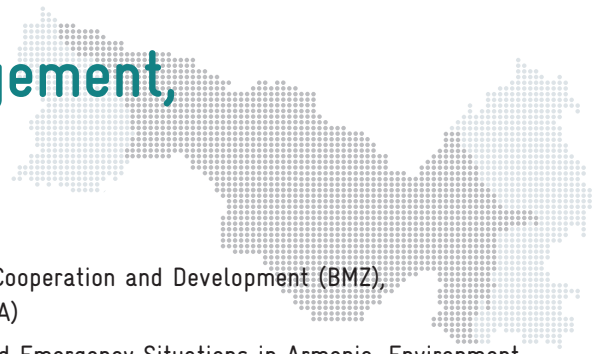 gement,
Cooperation and Development (BMZ),
A)
d Emergency Situations in Armenia, Environment